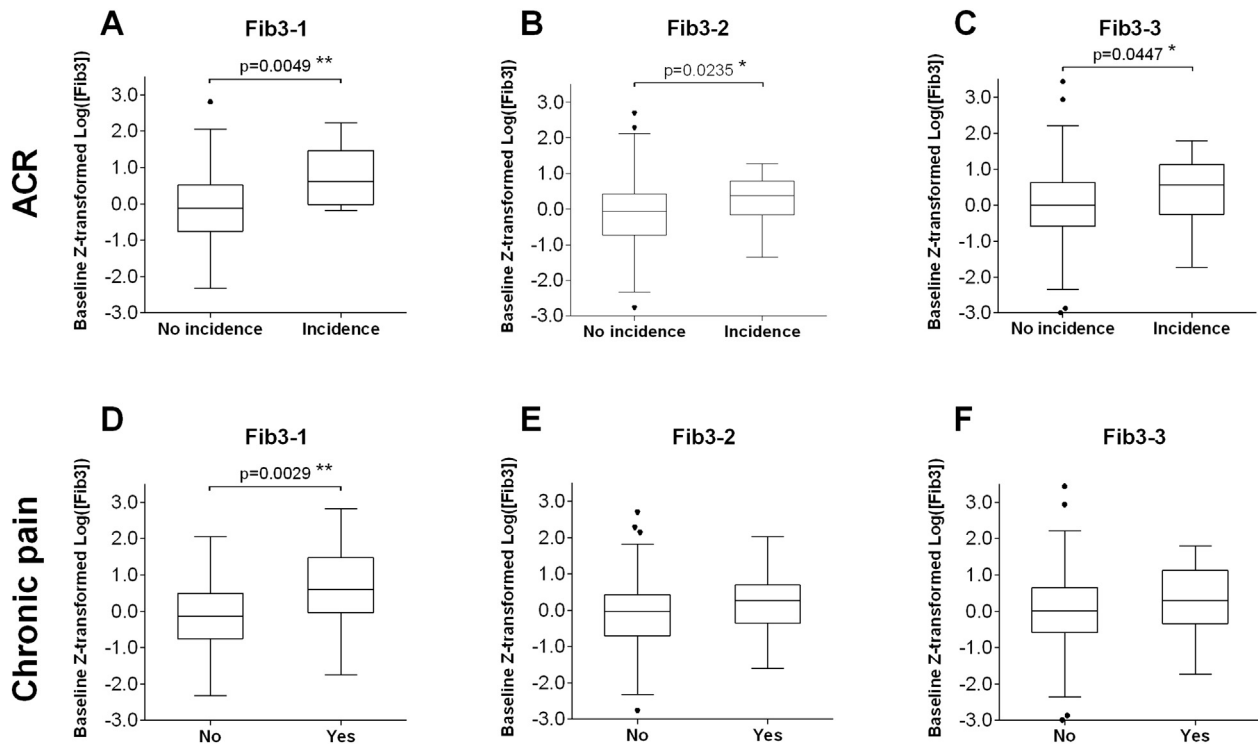 ACR
A
Fib3-1
p=0.0049 **
Baseline Z-transformed Log([Fib3])
3.0
2.0
1.0
0.0
-1.0
-2.0
-3.0
No incidence Incidence
B
Fib3-2
p=0.0235 *
Baseline Z-transformed Log([Fib3])
3.0
2.0
1.0
0.0
-1.0
-2.0
-3.0
No incidence Incidence
C
Fib3-3
p=0.0447 *
Baseline Z-transformed Log([Fib3])
3.0
2.0
1.0
0.0
-1.0
-2.0
-3.0
No incidence Incidence
Chronic pain
D
Fib3-1
p=0.0029 **
Baseline Z-transformed Log([Fib3])
3.0
2.0
1.0
0.0
-1.0
-2.0
-3.0
No Yes
E
Fib3-2
Baseline Z-transformed Log([Fib3])
3.0
2.0
1.0
0.0
-1.0
-2.0
-3.0
No Yes
F
Fib3-3
Baseline Z-transformed Log([Fib3])
3.0
2.0
1.0
0.0
-1.0
-2.0
-3.0
No Yes